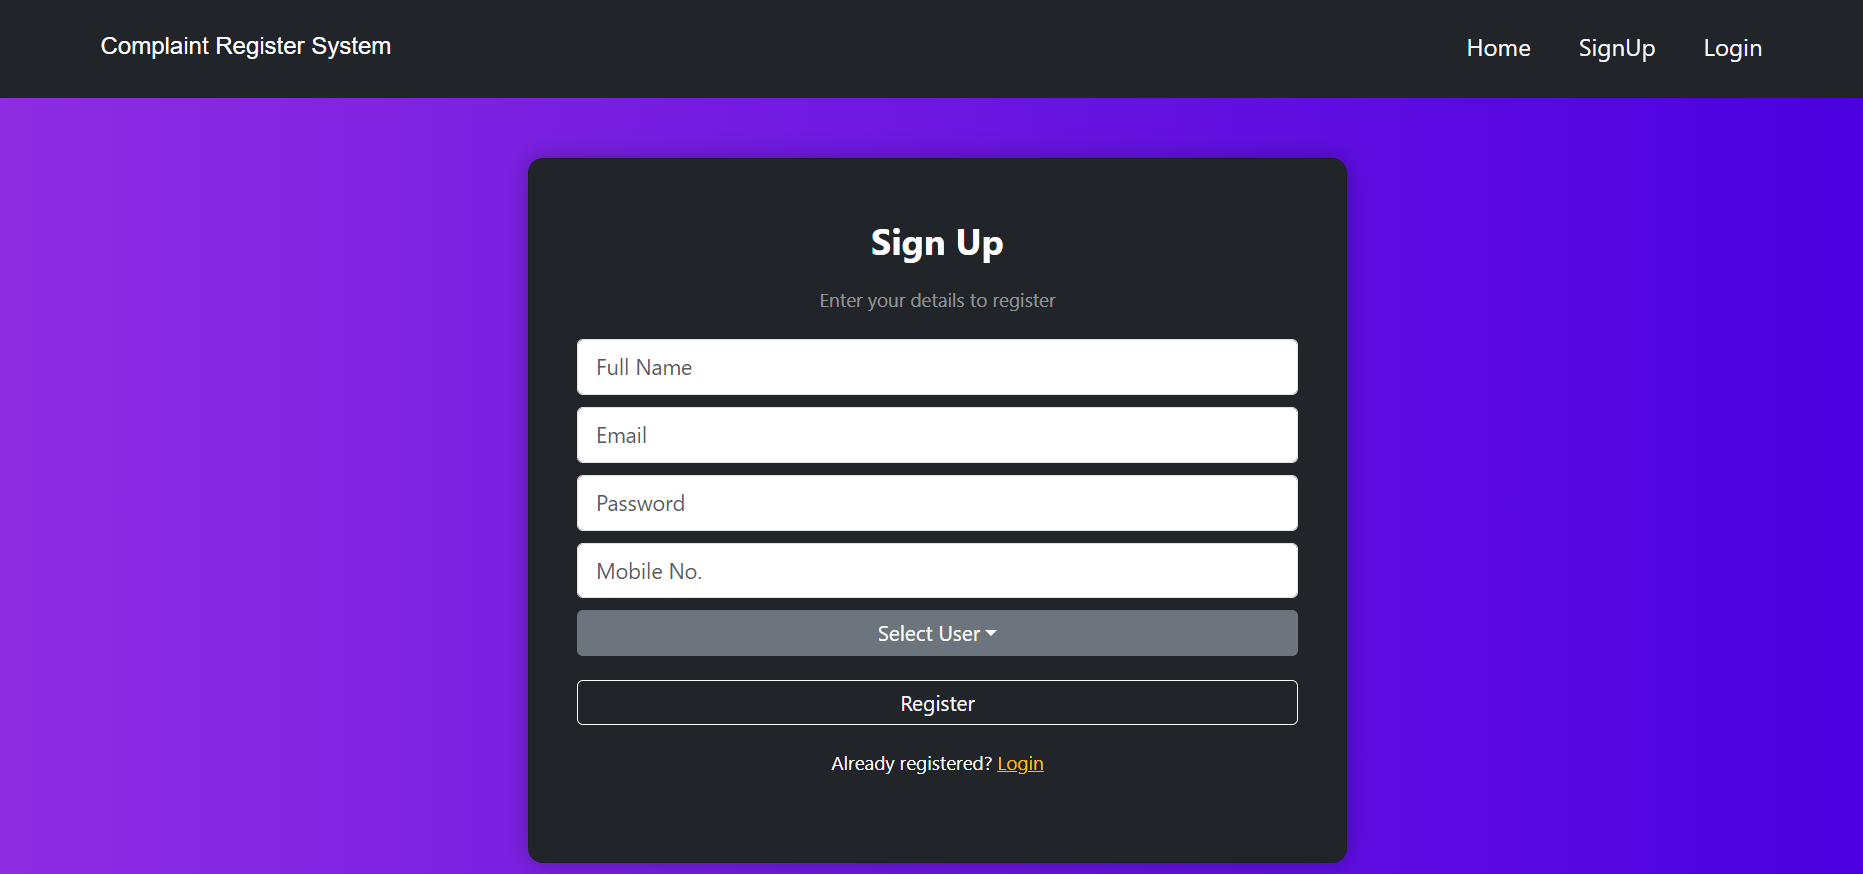 Complaint Register System
Home SignUp Login
Sign Up
Enter your details to register
Full Name
Email
Password
Mobile No.
Select User
Register
Already registered? Login